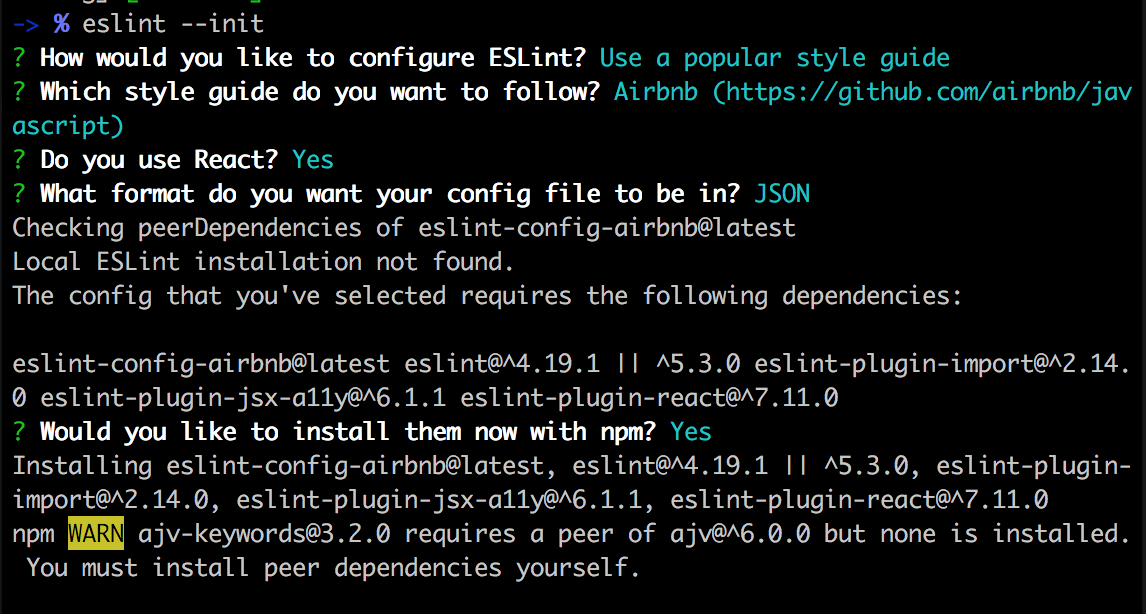 -> % eslint --init
? How would you like to configure ESLint? Use a popular style guide
? Which style guide do you want to follow? Airbnb (https://github.com/airbnb/jav
ascript)
? Do you use React? Yes
? What format do you want your config file to be in? JSON
Checking peerDependencies of eslint-config-airbnb@latest
Local ESLint installation not found.
The config that you've selected requires the following dependencies:
eslint-config-airbnb@latest eslint@^4.19.1 || ^5.3.0 eslint-plugin-import@^2.14.
0 eslint-plugin-jsx-a11y@^6.1.1 eslint-plugin-react@^7.11.0
? Would you like to install them now with npm? Yes
Installing eslint-config-airbnb@latest, eslint@^4.19.1 || ^5.3.0, eslint-plugin-
import@^2.14.0, eslint-plugin-jsx-a11y@^6.1.1, eslint-plugin-react@^7.11.0
npm WARN ajv-keywords@3.2.0 requires a peer of ajv@^6.0.0 but none is installed.
You must install peer dependencies yourself.